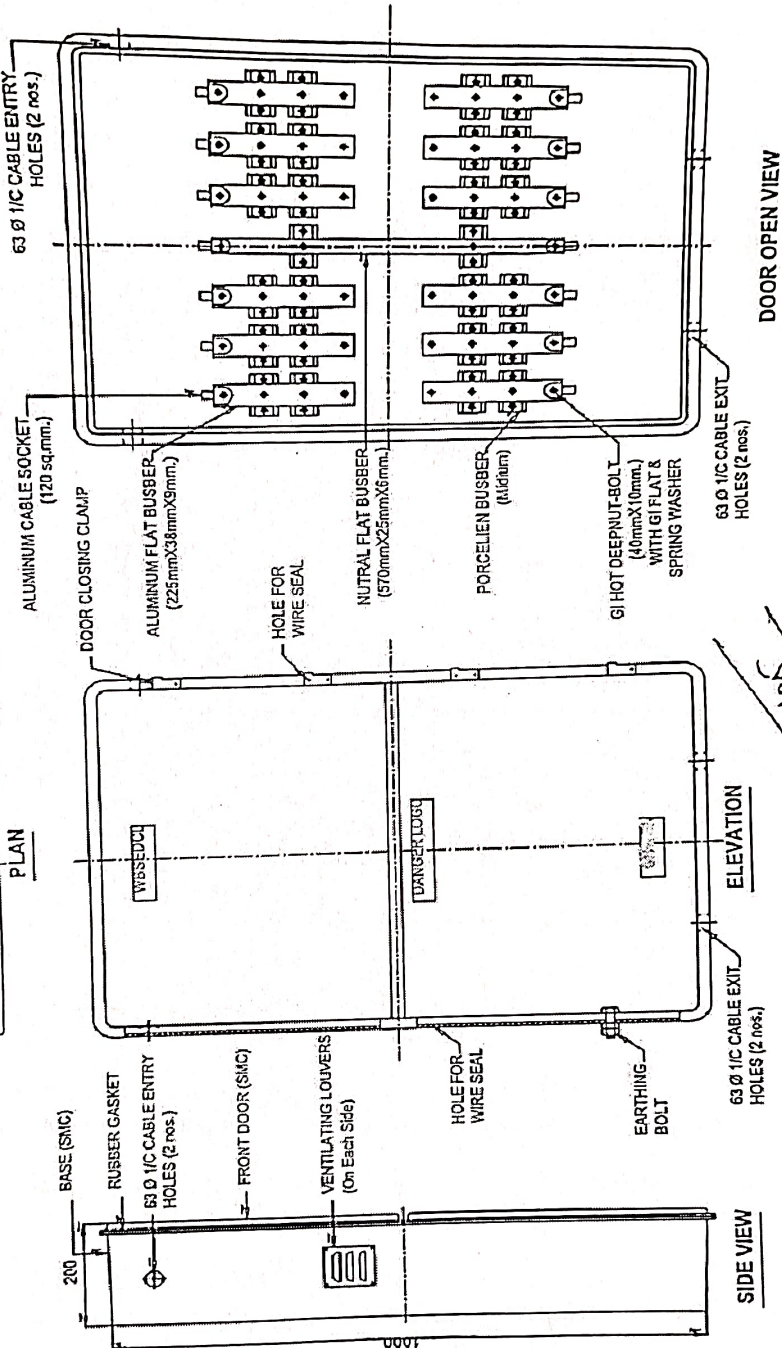 PLAN
BASE (SMC)
200
RUBBER GASKET
63 Ø 1/C CABLE ENTRY
HOLES (2 nos.)
FRONT DOOR (SMC)
VENTILATING LOUVERS
(On Each Side)
1000
SIDE VIEW
DOOR CLOSING CLAMP
WBSEDCL
HOLE FOR
WIRE SEAL
DANGER LOGO
HOLE FOR
WIRE SEAL
EARTHING
BOLT
63 Ø 1/C CABLE EXIT
HOLES (2 nos.)
ELEVATION
63 Ø 1/C CABLE ENTRY
HOLES (2 nos.)
ALUMINUM CABLE SOCKET
(120 sq.mm.)
ALUMINUM FLAT BUSBER
(225mmX38mmX9mm.)
NUTRAL FLAT BUSBER
(570mmX25mmX6mm.)
PORCELIEN BUSBER
(Midium)
GI HOT DEEPNUT-BOLT
(40mmX10mm.)
WITH GI FLAT &
SPRING WASHER
63 Ø 1/C CABLE EXIT
HOLES (2 nos.)
DOOR OPEN VIEW